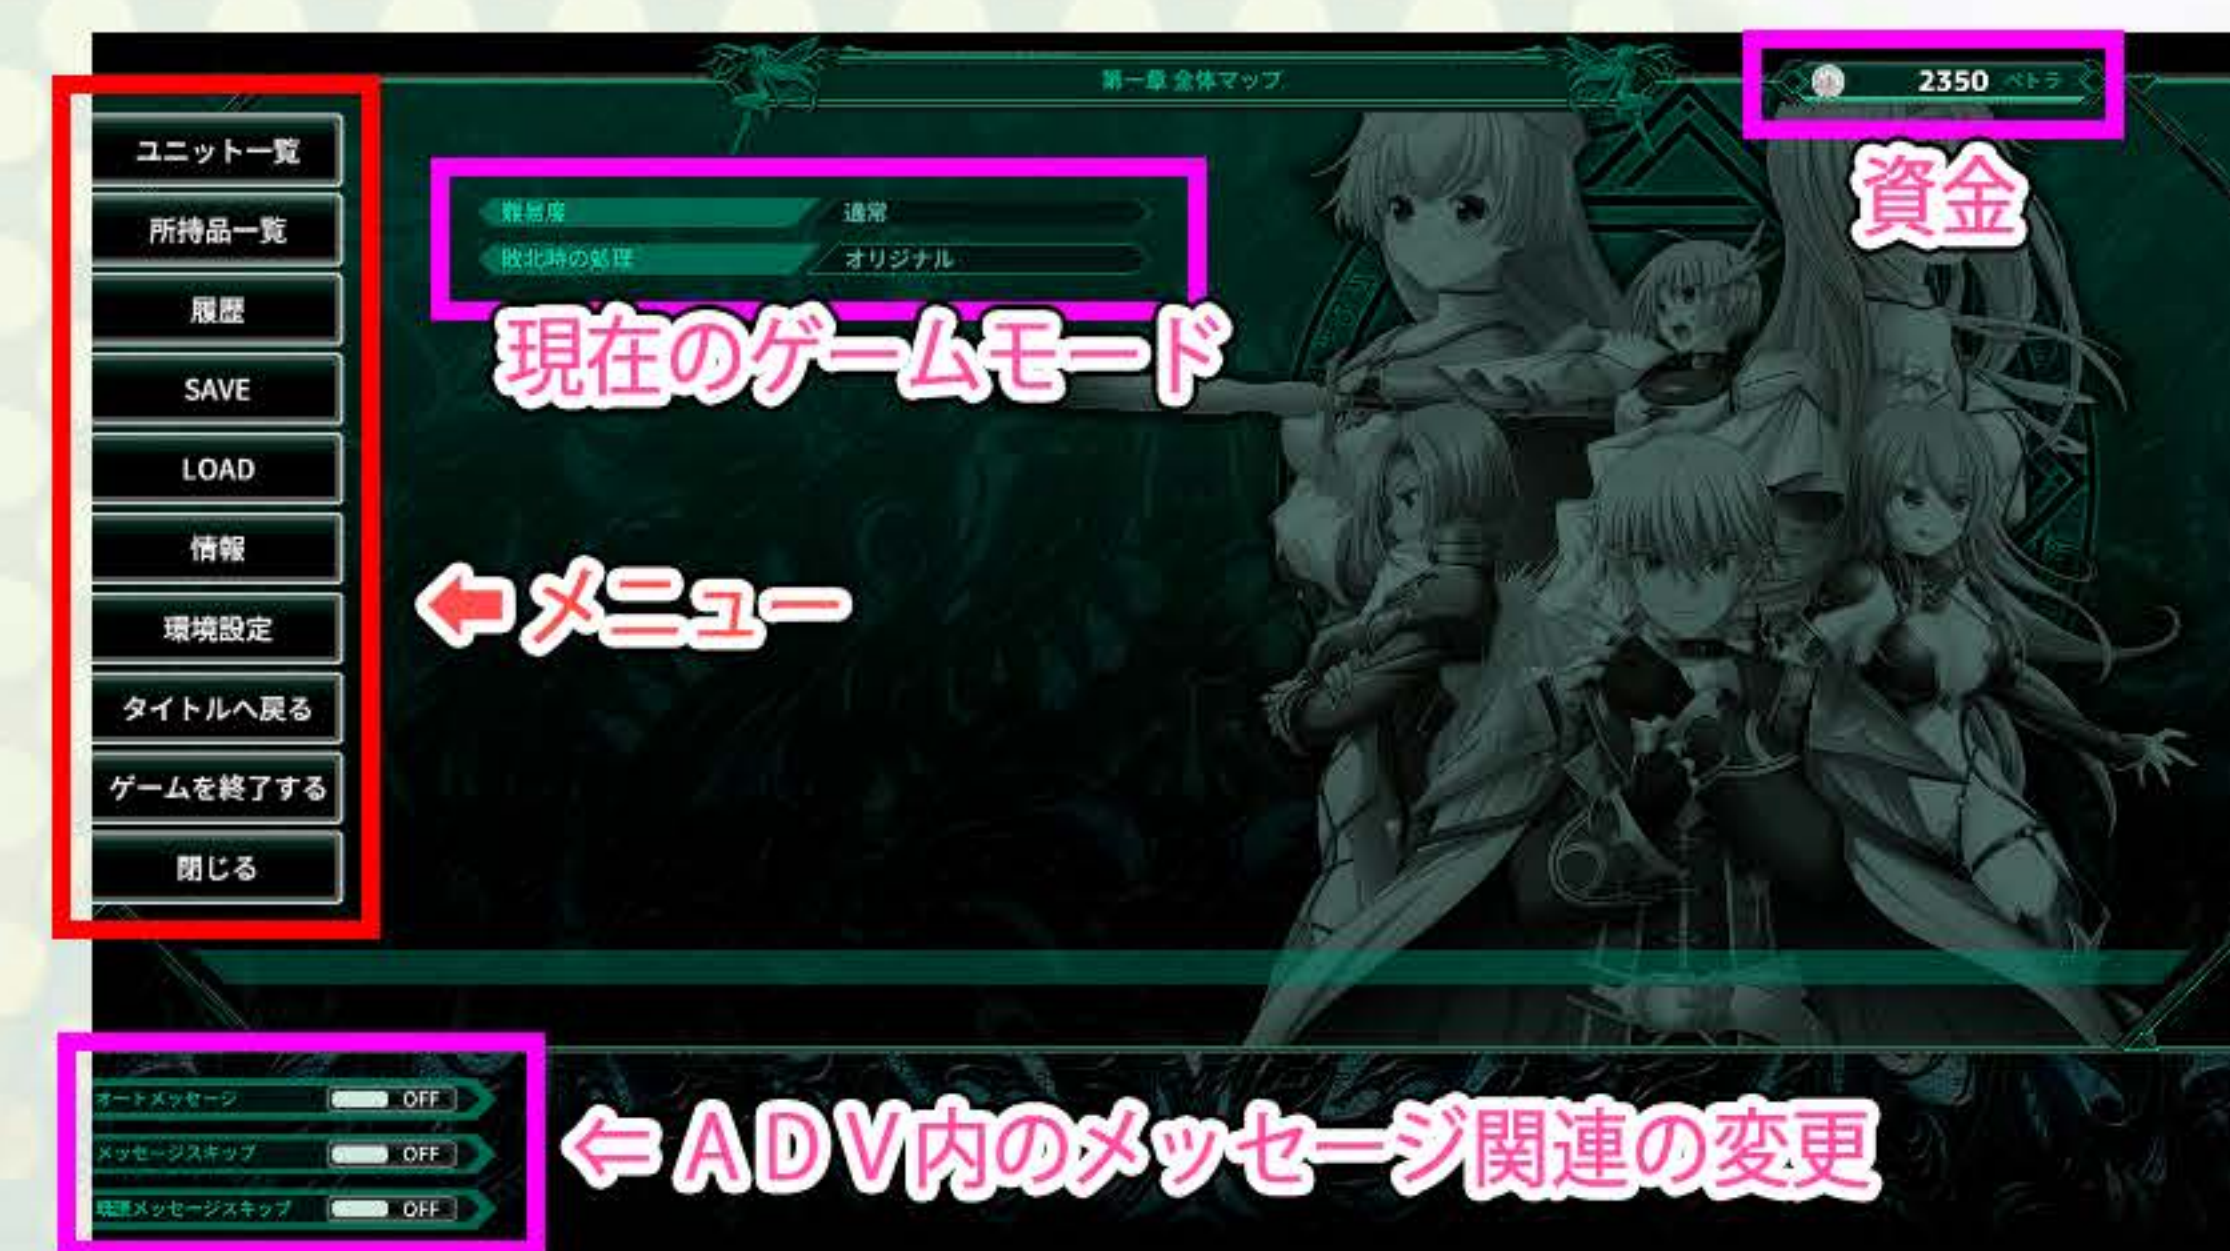 第一章 全体マップ
2350 ペトラ
資金
ユニット一覧
所持品一覧
履歴
SAVE
LOAD
情報
環境設定
タイトルへ戻る
ゲームを終了する
閉じる
難易度 通常
敗北時の処理 オリジナル
現在のゲームモード
⬅メニュー
オートメッセージ OFF
メッセージスキップ OFF
既読メッセージスキップ OFF
⇐ADV内のメッセージ関連の変更